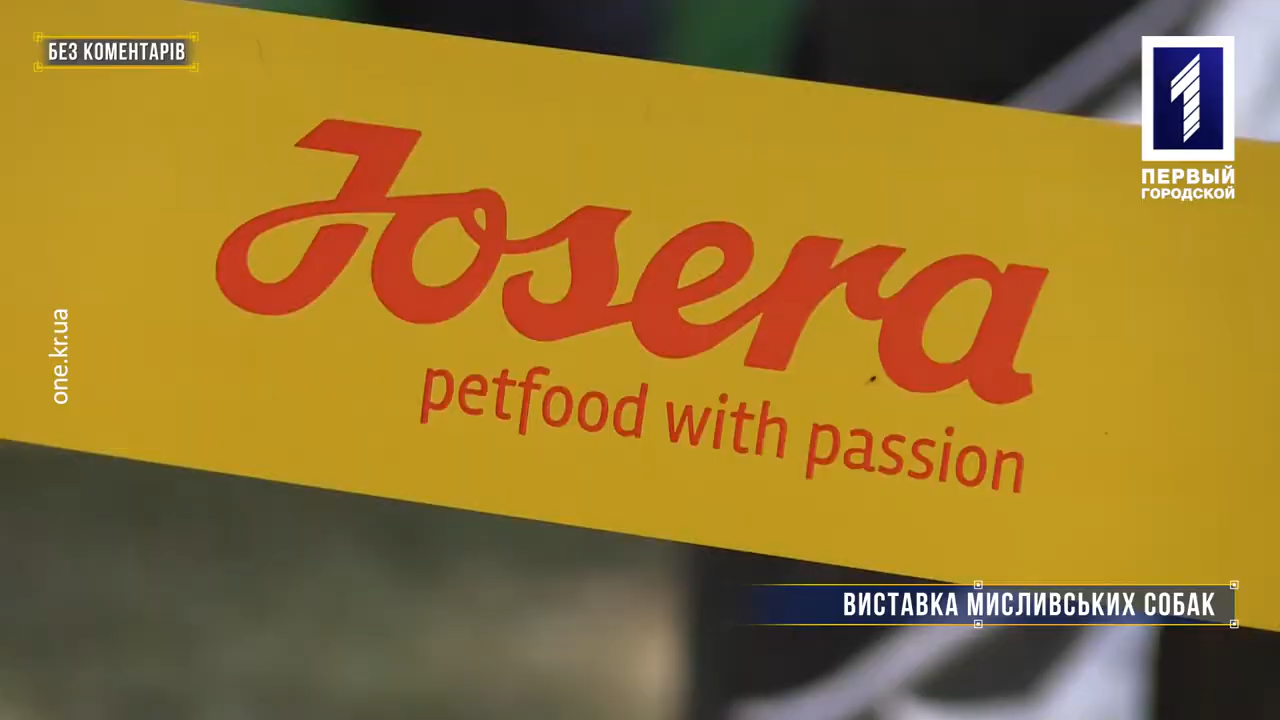 БЕЗ КОМЕНТАРІВ
1
ПЕРВЫЙ
ГОРОДСКОЙ
Josera
petfood with passion
one.kr.ua
ВИСТАВКА МИСЛИВСЬКИХ СОБАК